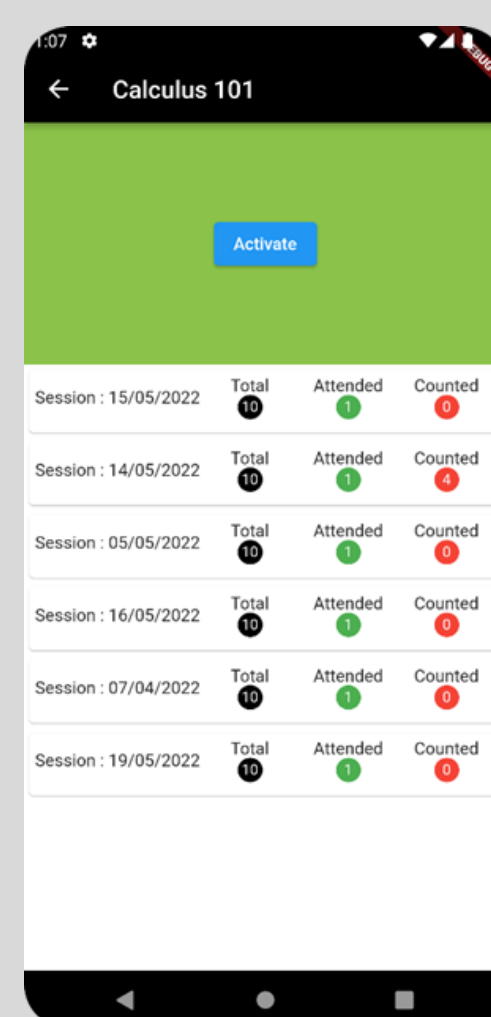 1:07
Calculus 101
Activate
Session : 15/05/2022 Total Attended Counted
10 1 0
Session : 14/05/2022 Total Attended Counted
10 1 4
Session : 05/05/2022 Total Attended Counted
10 1 0
Session : 16/05/2022 Total Attended Counted
10 1 0
Session : 07/04/2022 Total Attended Counted
10 1 0
Session : 19/05/2022 Total Attended Counted
10 1 0